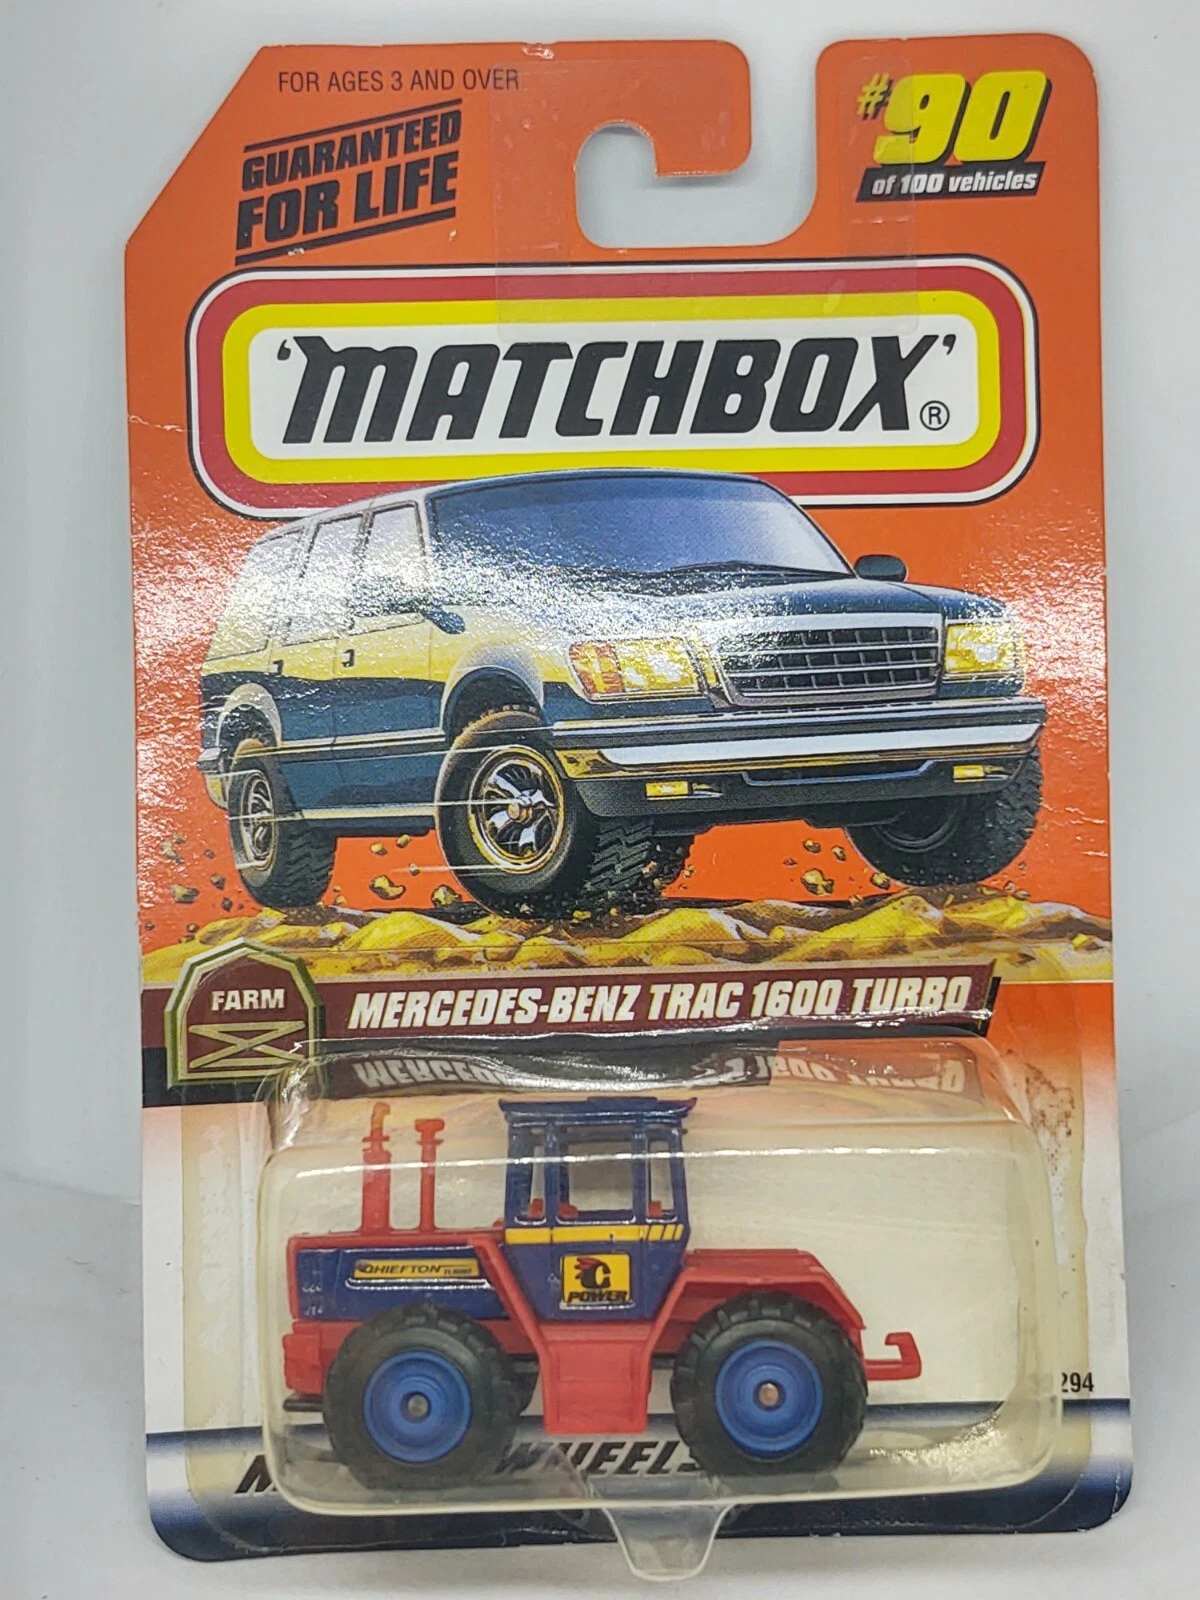 FOR AGES 3 AND OVER
GUARANTEED
FOR LIFE
#90
of 100 vehicles
'MATCHBOX'®
FARM
MERCEDES-BENZ TRAC 1600 TURBO
CHIEFTON
C
POWER
294
WHEELS